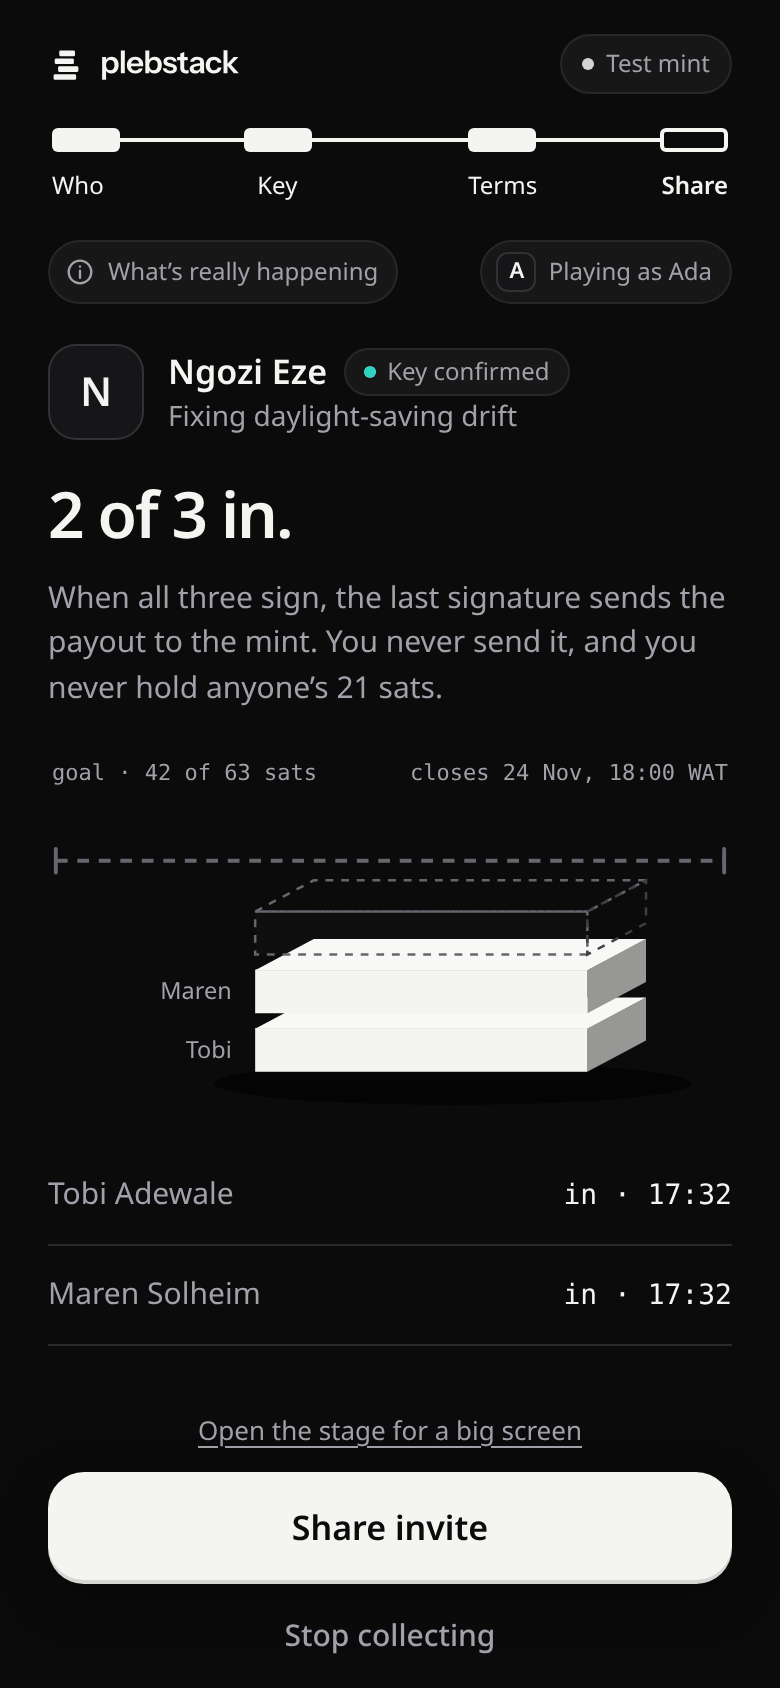 plebstack
Test mint
Who
Key
Terms
Share
What’s really happening
A
Playing as Ada
N
Ngozi Eze
Key confirmed
Fixing daylight-saving drift
2 of 3 in.
When all three sign, the last signature sends the
payout to the mint. You never send it, and you
never hold anyone’s 21 sats.
goal · 42 of 63 sats
closes 24 Nov, 18:00 WAT
Maren
Tobi
Tobi Adewale
in · 17:32
Maren Solheim
in · 17:32
Open the stage for a big screen
Share invite
Stop collecting